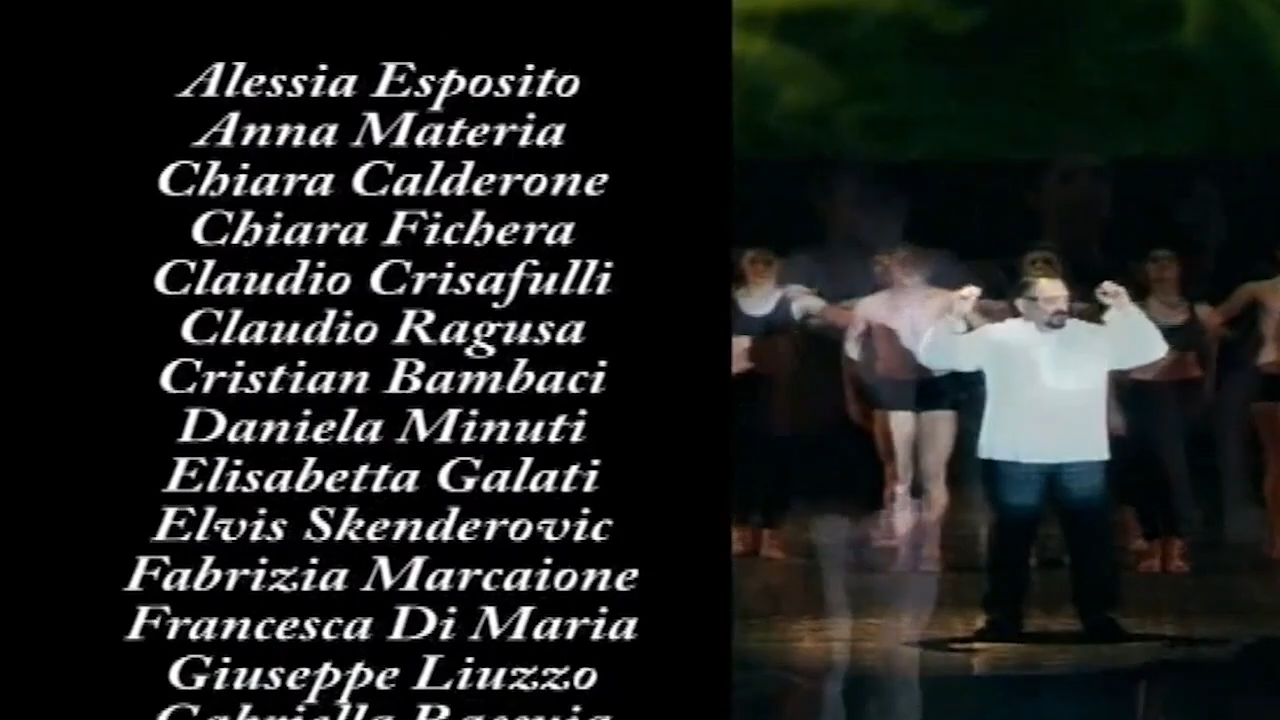 Alessia Esposito
Anna Materia
Chiara Calderone
Chiara Fichera
Claudio Crisafulli
Claudio Ragusa
Cristian Bambaci
Daniela Minuti
Elisabetta Galati
Elvis Skenderovic
Fabrizia Marcaione
Francesca Di Maria
Giuseppe Liuzzo
Gabriella